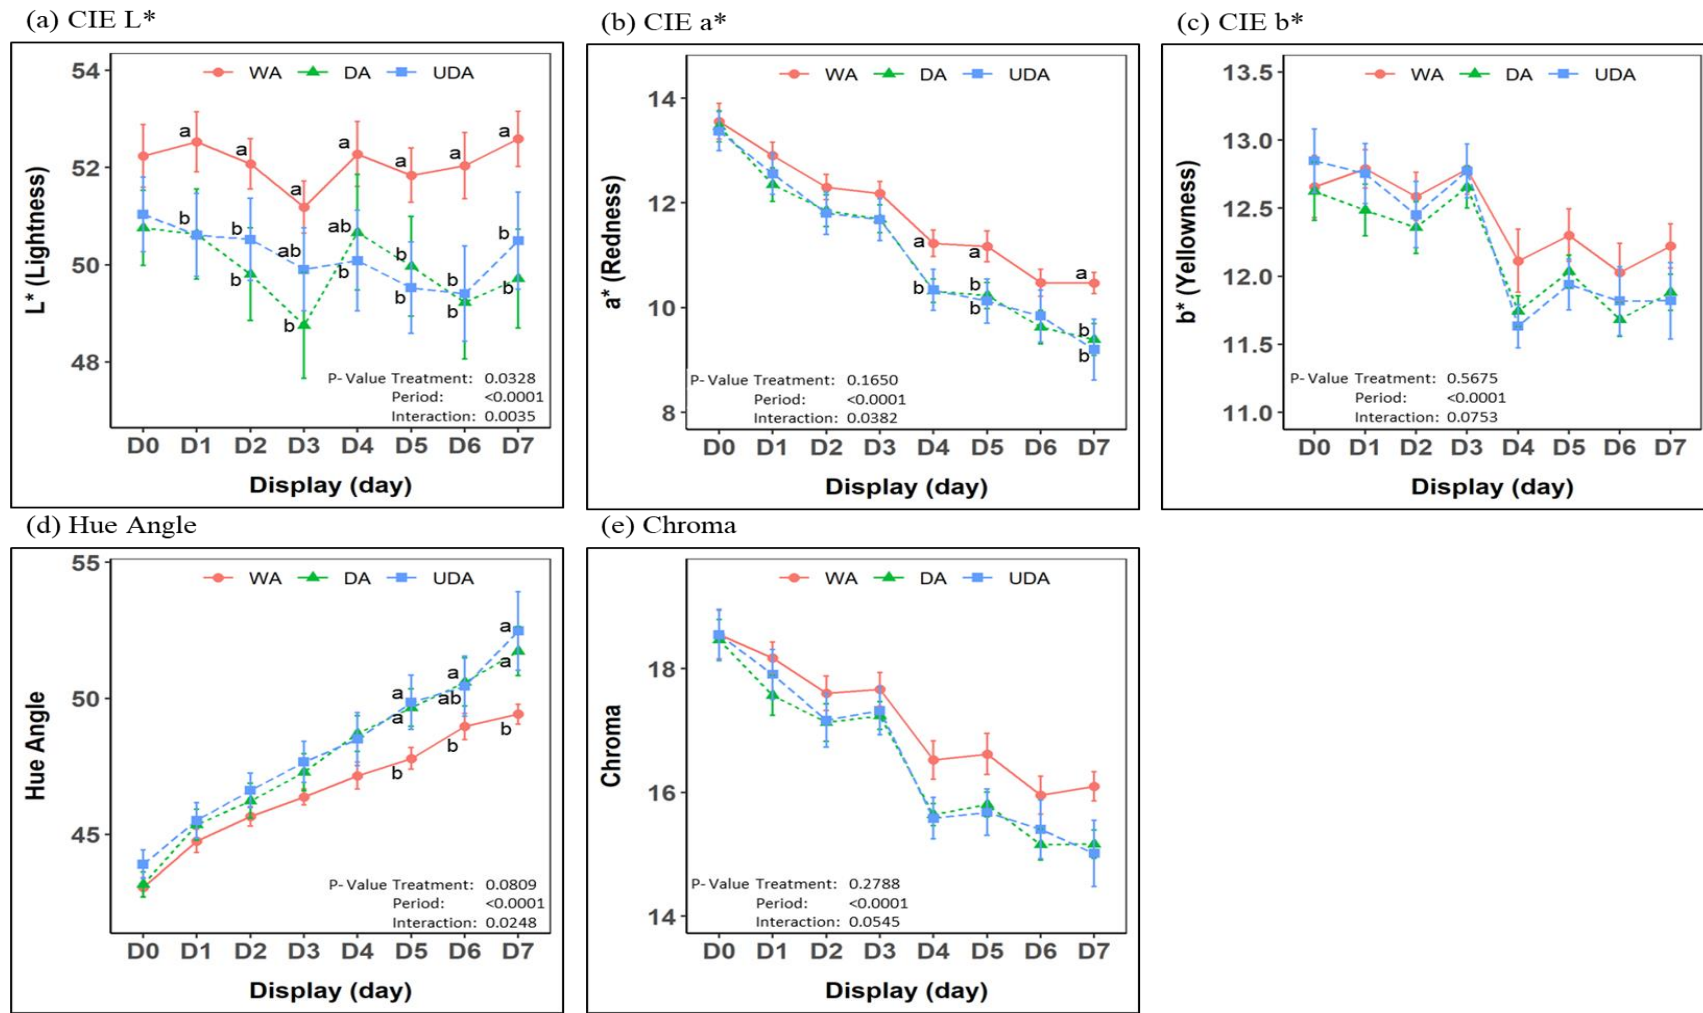 (a) CIE L*
(b) CIE a*
(c) CIE b*
WA DA UDA
54
52
50
48
L* (Lightness)
a a a a a a a a
b b b ab b ab b b b b b b b
P- Value Treatment: 0.0328
Period: <0.0001
Interaction: 0.0035
D0 D1 D2 D3 D4 D5 D6 D7
Display (day)
WA DA UDA
14
12
10
8
a* (Redness)
a a a
b b b b b
P- Value Treatment: 0.1650
Period: <0.0001
Interaction: 0.0382
D0 D1 D2 D3 D4 D5 D6 D7
Display (day)
WA DA UDA
13.5
13.0
12.5
12.0
11.5
11.0
b* (Yellowness)
P- Value Treatment: 0.5675
Period: <0.0001
Interaction: 0.0753
D0 D1 D2 D3 D4 D5 D6 D7
Display (day)
(d) Hue Angle
(e) Chroma
WA DA UDA
55
50
45
Hue Angle
a a a a ab a
b b b
P- Value Treatment: 0.0809
Period: <0.0001
Interaction: 0.0248
D0 D1 D2 D3 D4 D5 D6 D7
Display (day)
WA DA UDA
18
16
14
Chroma
P- Value Treatment: 0.2788
Period: <0.0001
Interaction: 0.0545
D0 D1 D2 D3 D4 D5 D6 D7
Display (day)